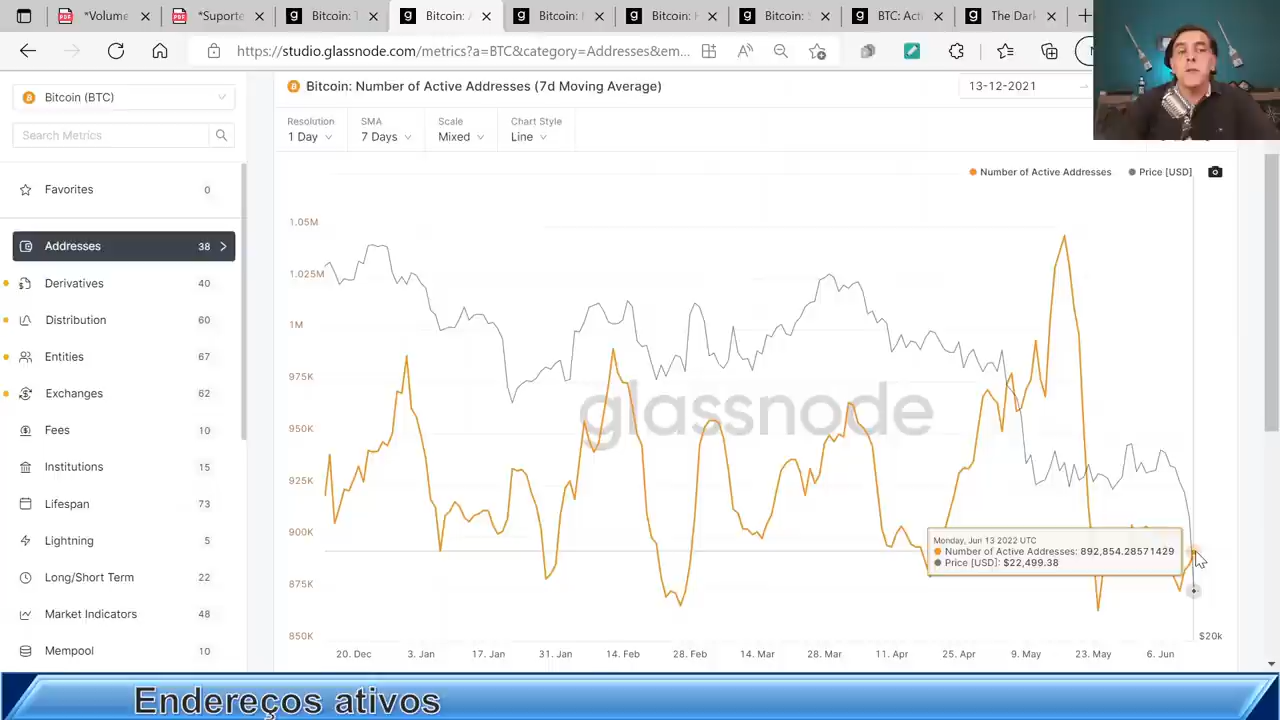 *Volume
*Suporte
Bitcoin: T
Bitcoin: A
Bitcoin:
Bitcoin:
Bitcoin:
BTC: Acti
The Dark
https://studio.glassnode.com/metrics?a=BTC&category=Addresses&em...
Bitcoin (BTC)
Search Metrics
Favorites 0
Addresses 38
Derivatives 40
Distribution 60
Entities 67
Exchanges 62
Fees 10
Institutions 15
Lifespan 73
Lightning 5
Long/Short Term 22
Market Indicators 48
Mempool 10
Bitcoin: Number of Active Addresses (7d Moving Average)
13-12-2021
Resolution
1 Day
SMA
7 Days
Scale
Mixed
Chart Style
Line
Number of Active Addresses
Price [USD]
1.05M
1.025M
1M
975K
950K
925K
900K
875K
850K
glassnode
Monday, Jun 13 2022 UTC
Number of Active Addresses: 892,854.28571429
Price [USD]: $22,499.38
$20k
20. Dec
3. Jan
17. Jan
31. Jan
14. Feb
28. Feb
14. Mar
28. Mar
11. Apr
25. Apr
9. May
23. May
6. Jun
Endereços ativos